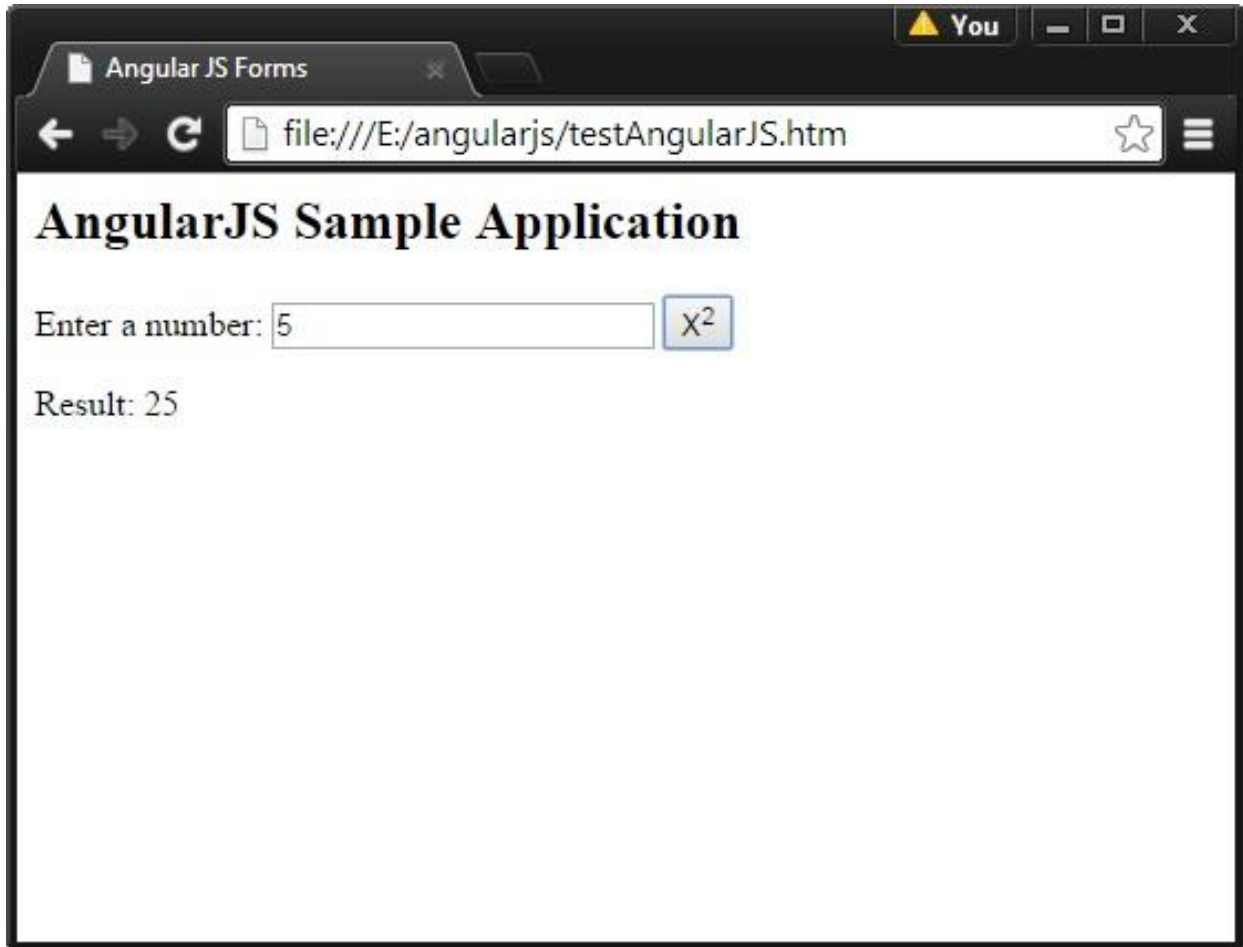 You
Angular JS Forms
file:///E:/angularjs/testAngularJS.htm
AngularJS Sample Application
Enter a number: 5 X²
Result: 25